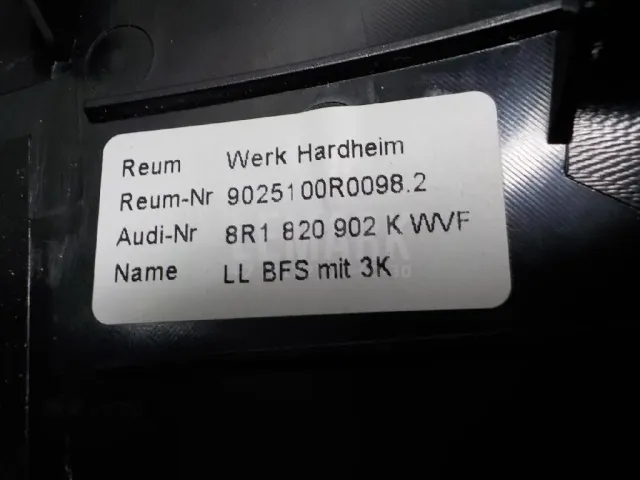 Reum Werk Hardheim
Reum-Nr 9025100R0098.2
Audi-Nr 8R1 820 902 K WVF
Name LL BFS mit 3K